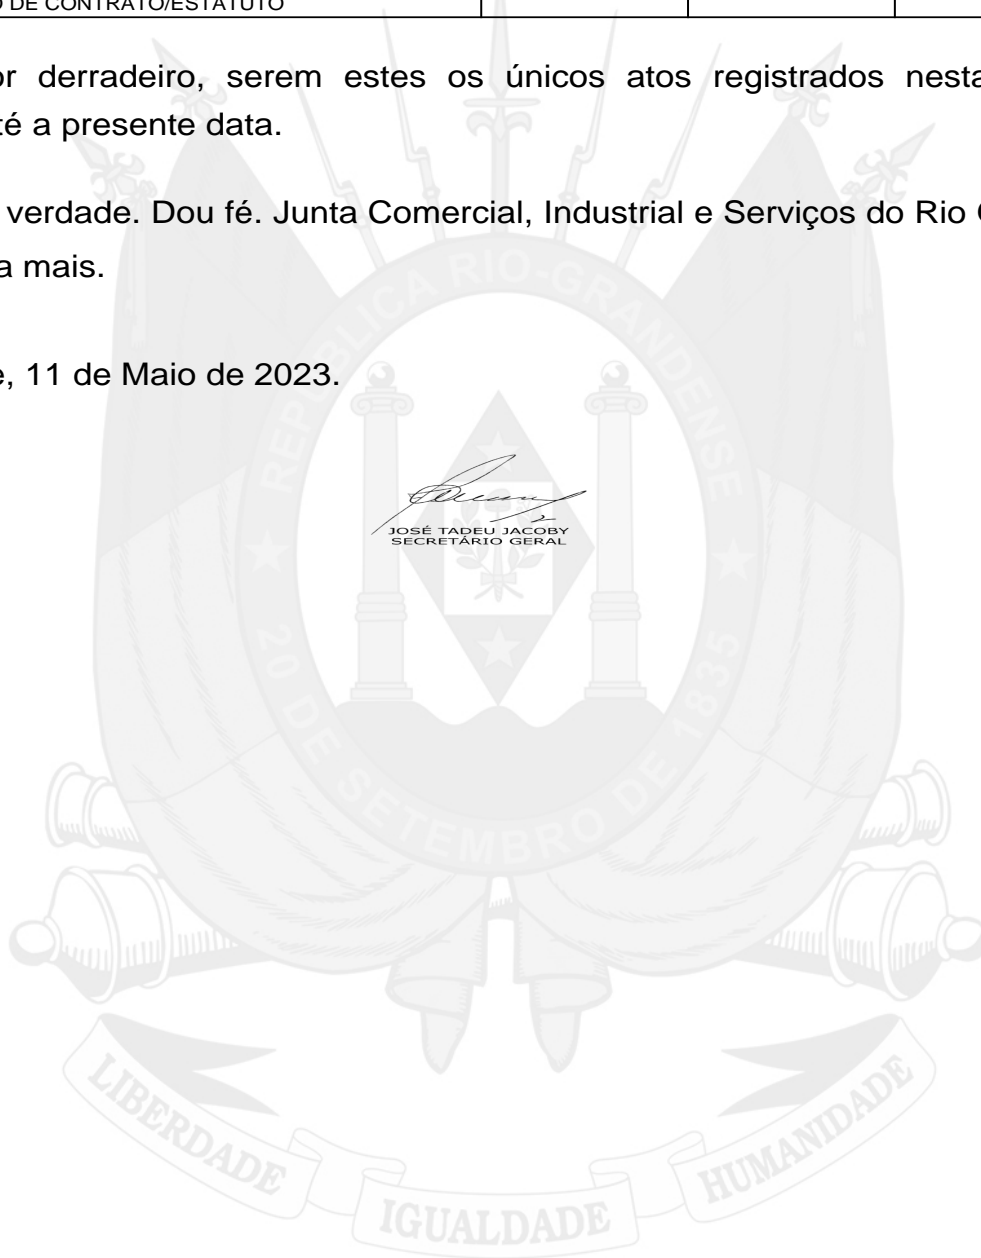 O DE CONTRATO/ESTATUTO
or derradeiro, serem estes os únicos atos registrados nesta
té a presente data.
verdade. Dou fé. Junta Comercial, Industrial e Serviços do Rio G
a mais.
e, 11 de Maio de 2023.
JOSÉ TADEU JACOBY
SECRETÁRIO GERAL
REPÚBLICA RIO-GRANDENSE
20 DE SETEMBRO DE 1835
LIBERDADE
IGUALDADE
HUMANIDADE